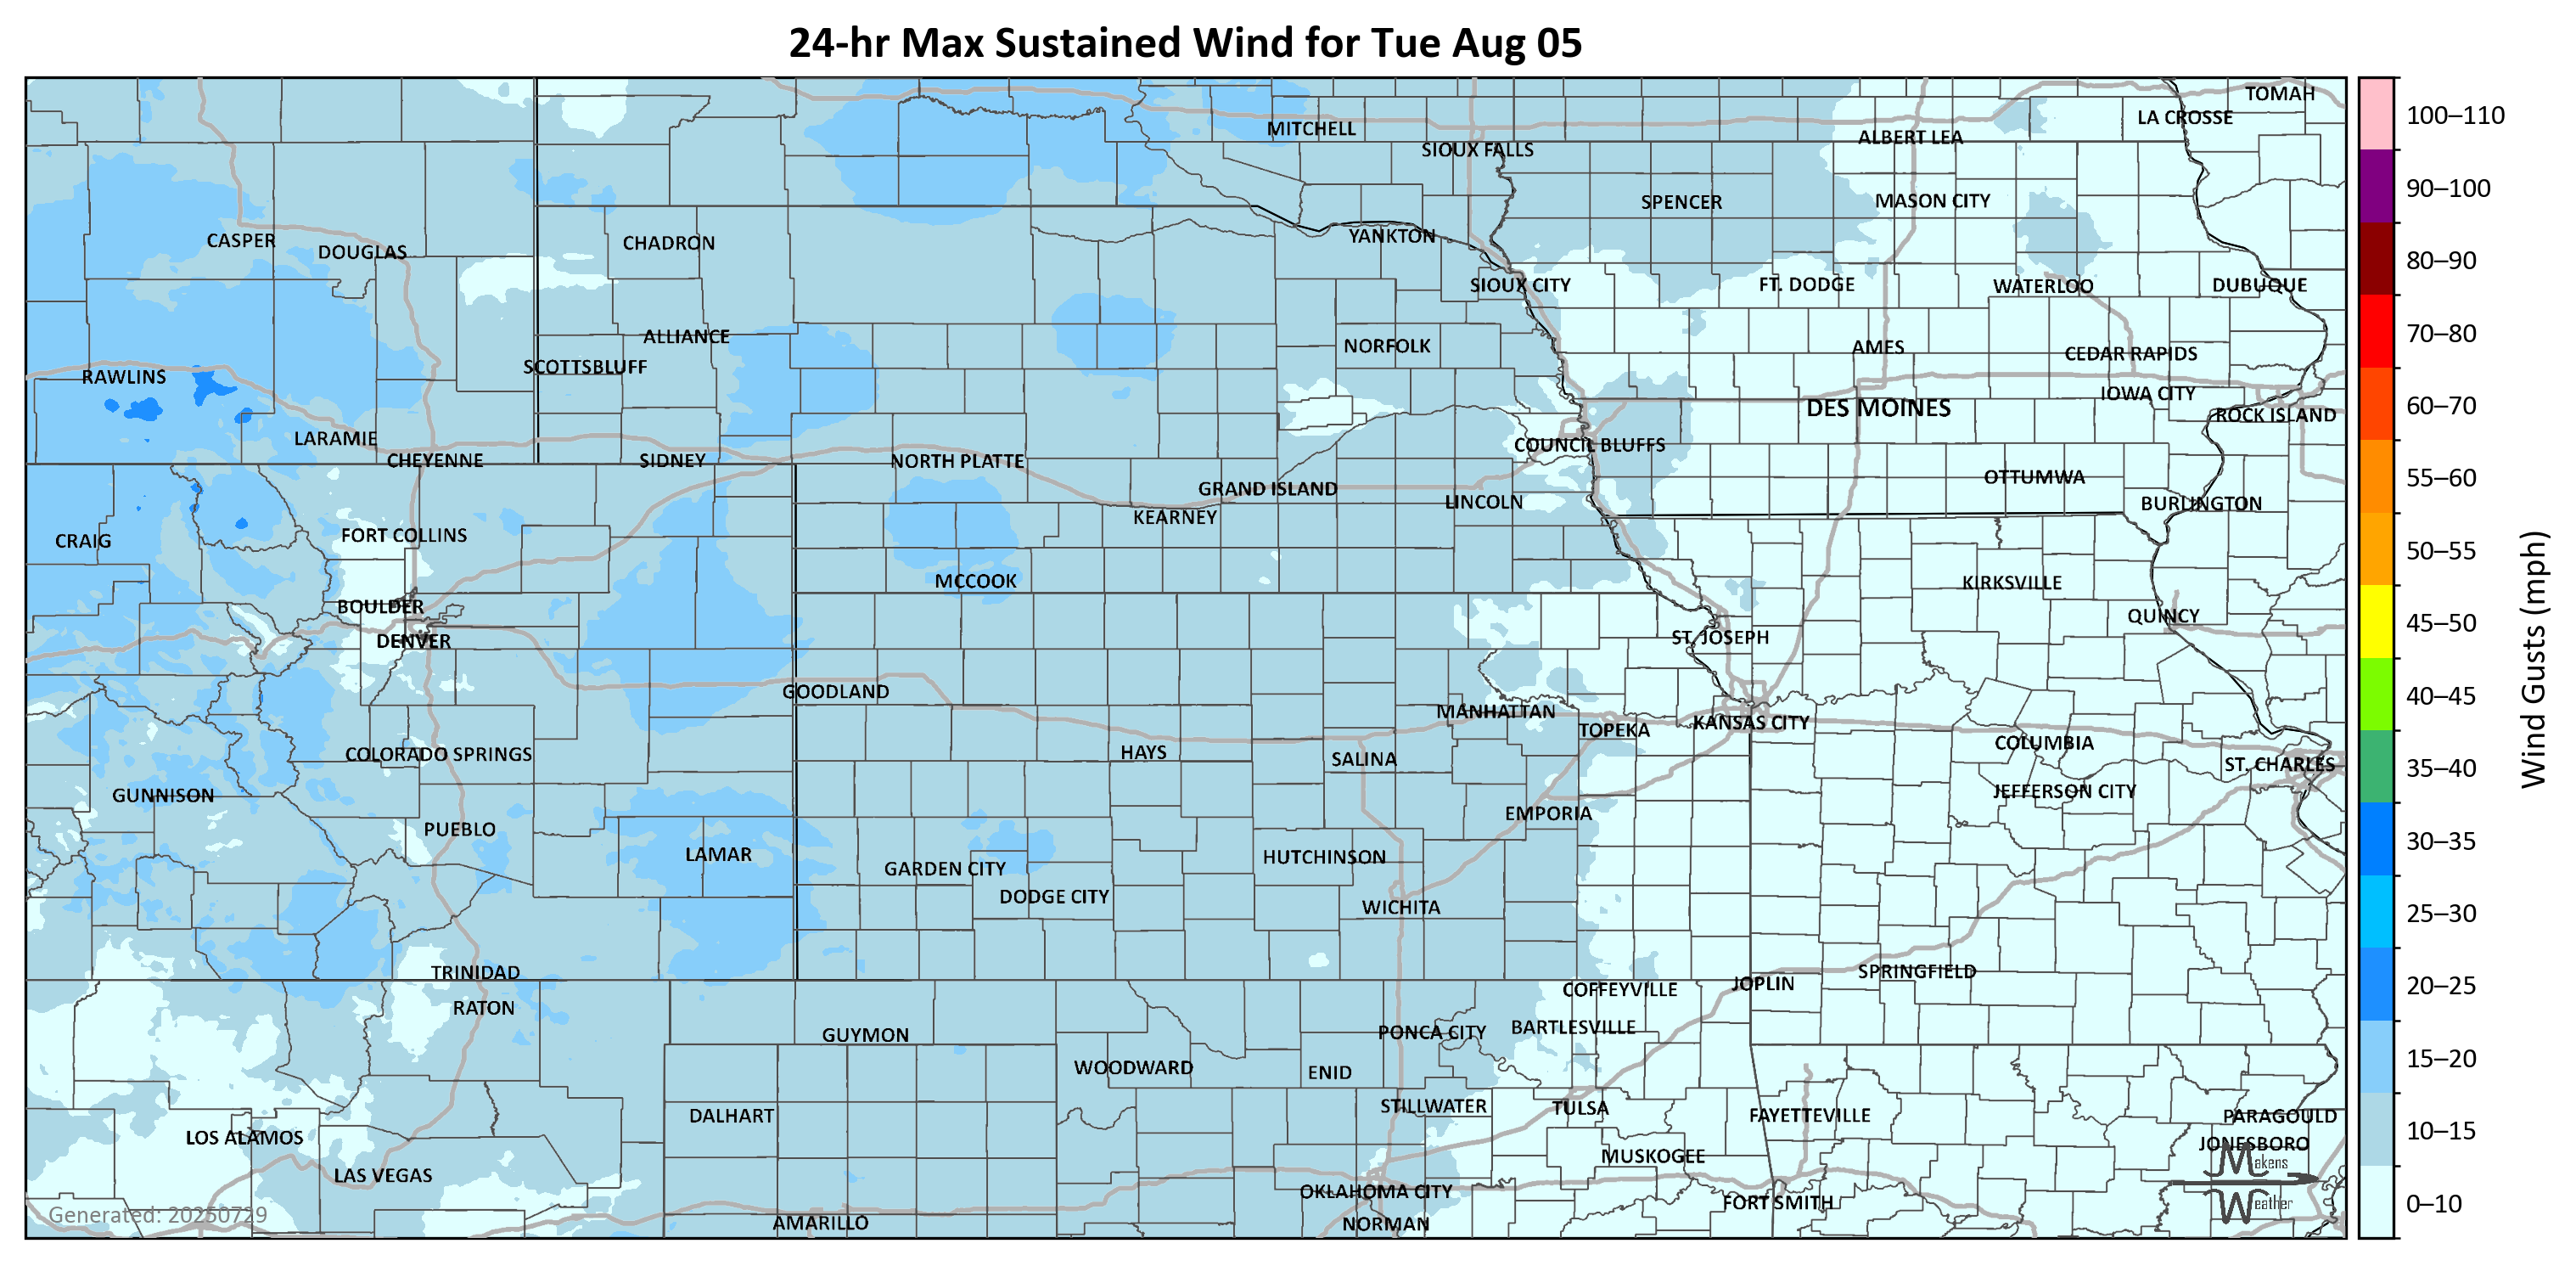 24-hr Max Sustained Wind for Tue Aug 05
TOMAH
LA CROSSE
MITCHELL
ALBERT LEA
SIOUX FALLS
SPENCER
MASON CITY
CASPER
DOUGLAS
CHADRON
YANKTON
SIOUX CITY
FT. DODGE
WATERLOO
DUBUQUE
ALLIANCE
NORFOLK
AMES
CEDAR RAPIDS
SCOTTSBLUFF
RAWLINS
IOWA CITY
DES MOINES
ROCK ISLAND
LARAMIE
COUNCIL BLUFFS
CHEYENNE
SIDNEY
NORTH PLATTE
OTTUMWA
GRAND ISLAND
LINCOLN
BURLINGTON
KEARNEY
CRAIG
FORT COLLINS
MCCOOK
KIRKSVILLE
BOULDER
QUINCY
DENVER
ST. JOSEPH
GOODLAND
MANHATTAN
TOPEKA
KANSAS CITY
COLUMBIA
COLORADO SPRINGS
HAYS
SALINA
ST. CHARLES
GUNNISON
JEFFERSON CITY
EMPORIA
PUEBLO
LAMAR
HUTCHINSON
GARDEN CITY
DODGE CITY
WICHITA
TRINIDAD
SPRINGFIELD
JOPLIN
COFFEYVILLE
RATON
GUYMON
PONCA CITY
BARTLESVILLE
WOODWARD
ENID
STILLWATER
TULSA
DALHART
FAYETTEVILLE
PARAGOULD
LOS ALAMOS
JONESBORO
MUSKOGEE
LAS VEGAS
OKLAHOMA CITY
FORT SMITH
AMARILLO
NORMAN
Generated: 20250729
Makens
Weather
100–110
90–100
80–90
70–80
60–70
55–60
50–55
45–50
40–45
35–40
30–35
25–30
20–25
15–20
10–15
0–10
Wind Gusts (mph)